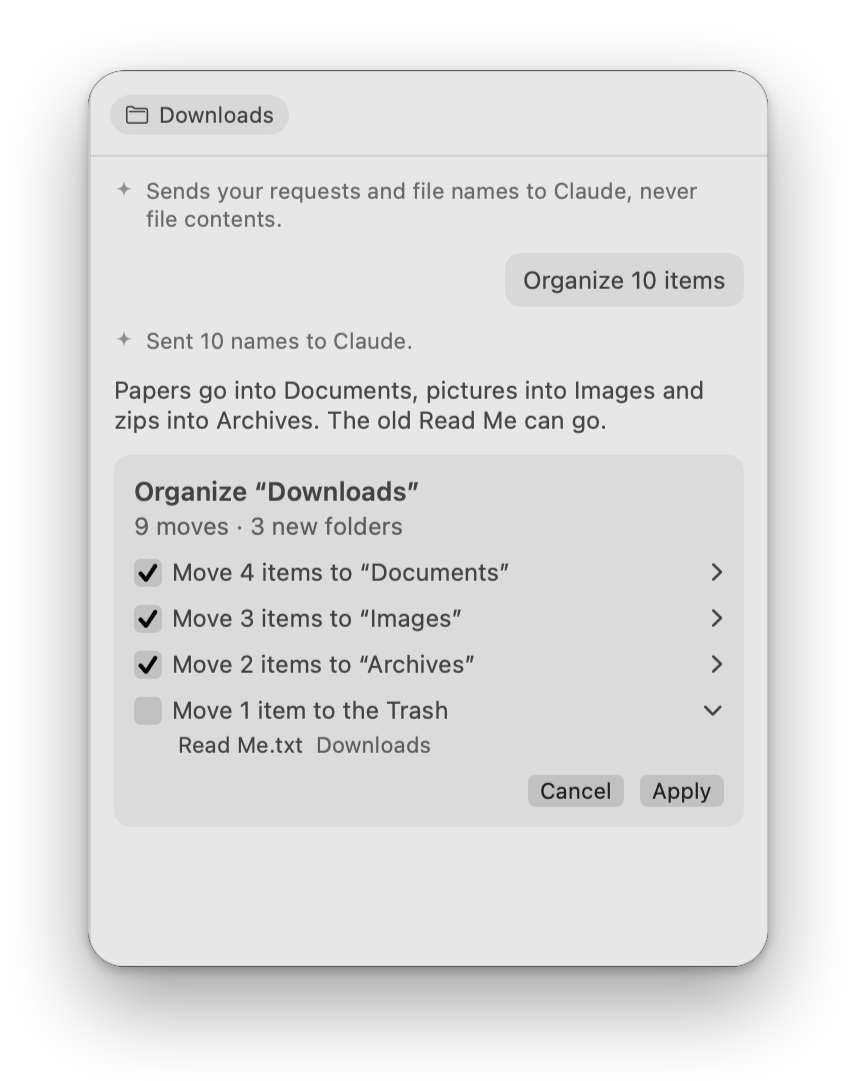 Downloads
Sends your requests and file names to Claude, never
file contents.
Organize 10 items
Sent 10 names to Claude.
Papers go into Documents, pictures into Images and
zips into Archives. The old Read Me can go.
Organize “Downloads”
9 moves · 3 new folders
Move 4 items to “Documents”
Move 3 items to “Images”
Move 2 items to “Archives”
Move 1 item to the Trash
Read Me.txt Downloads
Cancel Apply